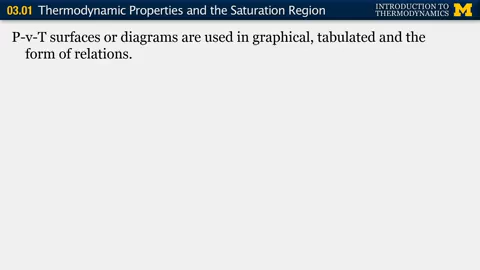 03.01 Thermodynamic Properties and the Saturation Region
INTRODUCTION TO
THERMODYNAMICS
M
P-v-T surfaces or diagrams are used in graphical, tabulated and the
form of relations.